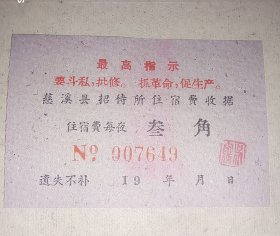 最高指示
要斗私，批修。 抓革命，促生产。
慈溪县招待所住宿费收据
住宿费每夜 叁 角
No 007649
遗失不补 19 年 月 日